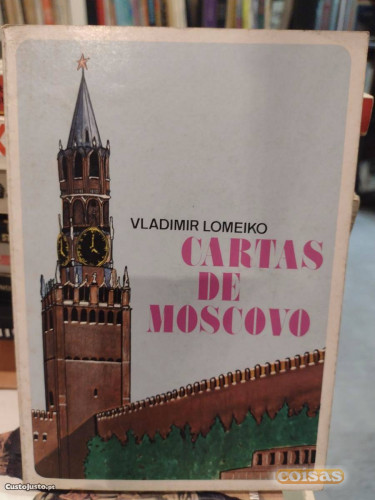 VLADIMIR LOMEIKO
CARTAS
DE
MOSCOVO
CustoJusto.pt
coisas